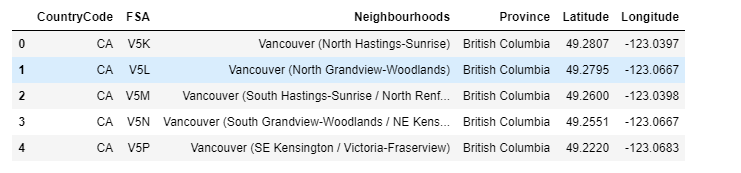 CountryCode FSA Neighbourhoods Province Latitude Longitude
0 CA V5K Vancouver (North Hastings-Sunrise) British Columbia 49.2807 -123.0397
1 CA V5L Vancouver (North Grandview-Woodlands) British Columbia 49.2795 -123.0667
2 CA V5M Vancouver (South Hastings-Sunrise / North Renf... British Columbia 49.2600 -123.0398
3 CA V5N Vancouver (South Grandview-Woodlands / NE Kens... British Columbia 49.2551 -123.0667
4 CA V5P Vancouver (SE Kensington / Victoria-Fraserview) British Columbia 49.2220 -123.0683